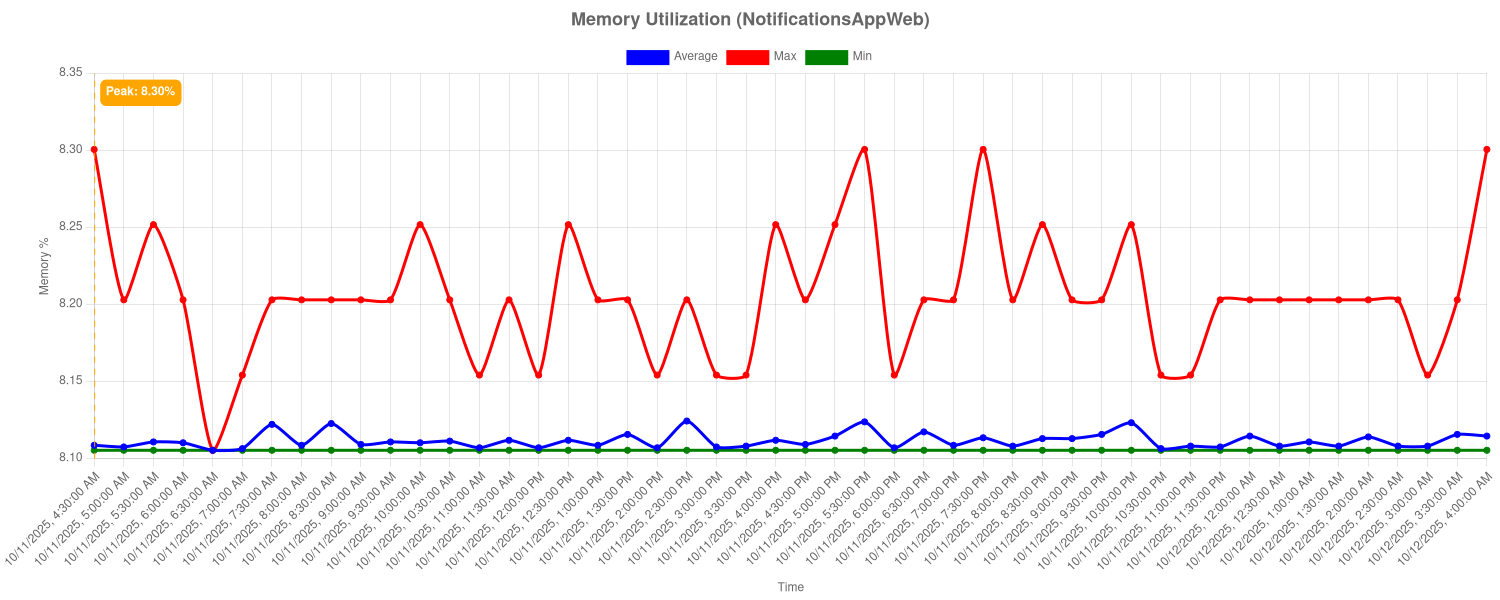 Memory Utilization (NotificationsAppWeb)
Average Max Min
Peak: 8.30%
8.35
8.30
8.25
8.20
8.15
8.10
Memory %
10/11/2025, 4:30:00 AM
10/11/2025, 5:00:00 AM
10/11/2025, 5:30:00 AM
10/11/2025, 6:00:00 AM
10/11/2025, 6:30:00 AM
10/11/2025, 7:00:00 AM
10/11/2025, 7:30:00 AM
10/11/2025, 8:00:00 AM
10/11/2025, 8:30:00 AM
10/11/2025, 9:00:00 AM
10/11/2025, 9:30:00 AM
10/11/2025, 10:00:00 AM
10/11/2025, 10:30:00 AM
10/11/2025, 11:00:00 AM
10/11/2025, 11:30:00 AM
10/11/2025, 12:00:00 PM
10/11/2025, 12:30:00 PM
10/11/2025, 1:00:00 PM
10/11/2025, 1:30:00 PM
10/11/2025, 2:00:00 PM
10/11/2025, 2:30:00 PM
10/11/2025, 3:00:00 PM
10/11/2025, 3:30:00 PM
10/11/2025, 4:00:00 PM
10/11/2025, 4:30:00 PM
10/11/2025, 5:00:00 PM
10/11/2025, 5:30:00 PM
10/11/2025, 6:00:00 PM
10/11/2025, 6:30:00 PM
10/11/2025, 7:00:00 PM
10/11/2025, 7:30:00 PM
10/11/2025, 8:00:00 PM
10/11/2025, 8:30:00 PM
10/11/2025, 9:00:00 PM
10/11/2025, 9:30:00 PM
10/11/2025, 10:00:00 PM
10/11/2025, 10:30:00 PM
10/11/2025, 11:00:00 PM
10/11/2025, 11:30:00 PM
10/12/2025, 12:00:00 AM
10/12/2025, 12:30:00 AM
10/12/2025, 1:00:00 AM
10/12/2025, 1:30:00 AM
10/12/2025, 2:00:00 AM
10/12/2025, 2:30:00 AM
10/12/2025, 3:00:00 AM
10/12/2025, 3:30:00 AM
10/12/2025, 4:00:00 AM
Time